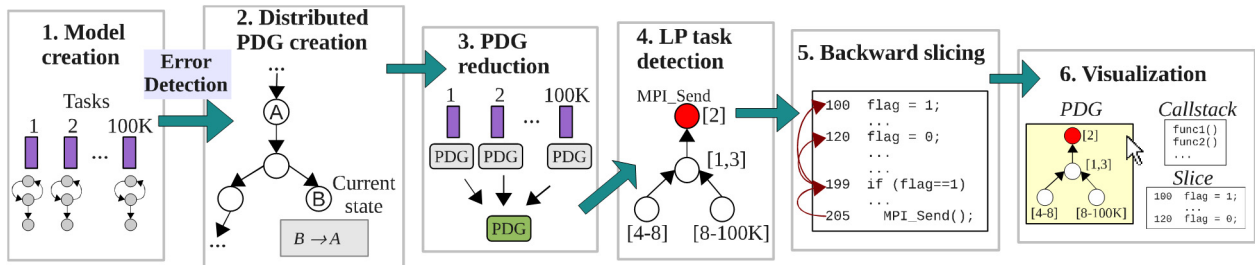 1. Model
creation
Tasks
1 2 ... 100K
Error
Detection
2. Distributed
PDG creation
...
A
B
Current
state
...
B → A
3. PDG
reduction
1 2 ... 100K
PDG PDG PDG
PDG
4. LP task
detection
MPI_Send
[2]
[1,3]
[4-8] [8-100K]
5. Backward slicing
100 flag = 1;
...
120 flag = 0;
...
...
199 if (flag==1)
...
205 MPI_Send();
6. Visualization
PDG
[2]
[1,3]
[4-8] [8-100K]
Callstack
func1()
func2()
...
Slice
100 flag = 1;
...
120 flag = 0;